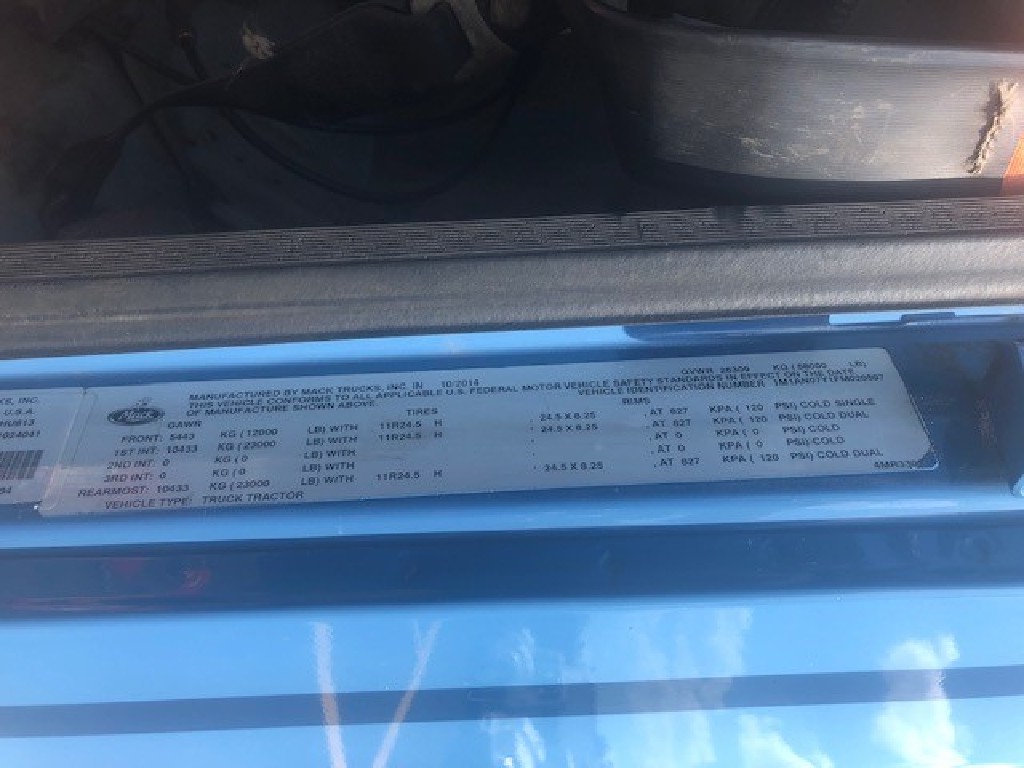 MANUFACTURED BY MACK TRUCKS, INC. IN 10/2014 GVWR KG ( LB)
THIS VEHICLE CONFORMS TO ALL APPLICABLE U.S. FEDERAL MOTOR VEHICLE SAFETY STANDARDS IN EFFECT ON THE DATE
OF MANUFACTURE SHOWN ABOVE. VEHICLE IDENTIFICATION NUMBER
Mack
GAWR TIRES RIMS
FRONT: 5443 KG ( 12000 LB) WITH 11R24.5 H : 24.5 X 8.25 , AT 827 KPA ( 120 PSI) COLD SINGLE
1ST INT: 10433 KG ( 23000 LB) WITH 11R24.5 H : 24.5 X 8.25 , AT 827 KPA ( 120 PSI) COLD DUAL
2ND INT: 0 KG ( 0 LB) WITH , AT 0 KPA ( 0 PSI) COLD
3RD INT: 0 KG ( 0 LB) WITH , AT 0 KPA ( 0 PSI) COLD
REARMOST: 10433 KG ( 23000 LB) WITH 11R24.5 H : 24.5 X 8.25 , AT 827 KPA ( 120 PSI) COLD DUAL
VEHICLE TYPE: TRUCK TRACTOR
INC.
U.S.A